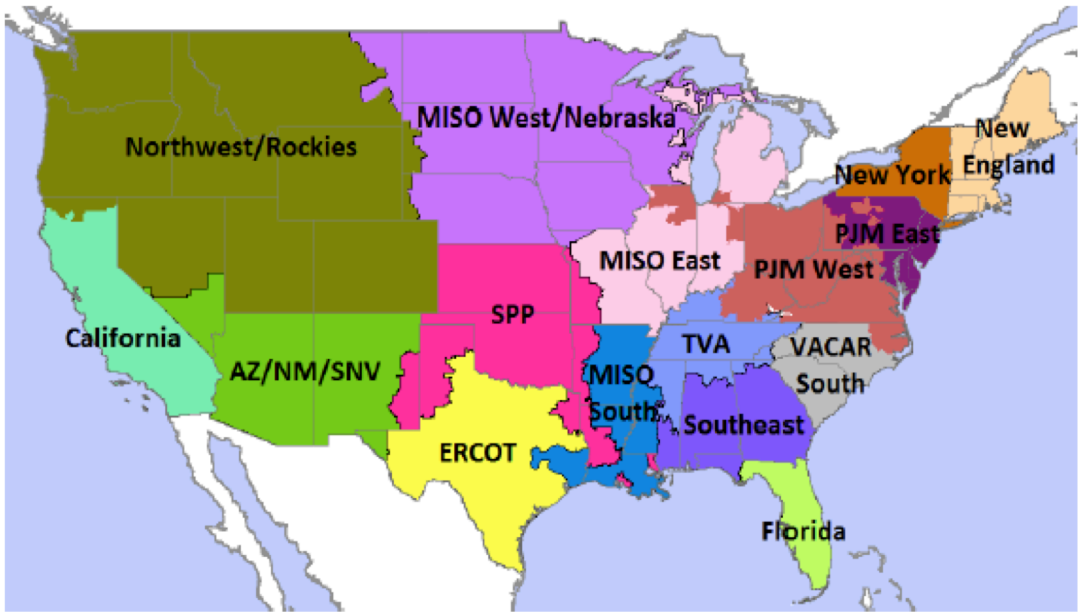 MISO West/Nebraska
Northwest/Rockies
New
England
New York
PJM East
MISO East
PJM West
SPP
California
AZ/NM/SNV
TVA
VACAR
South
MISO
South
Southeast
ERCOT
Florida